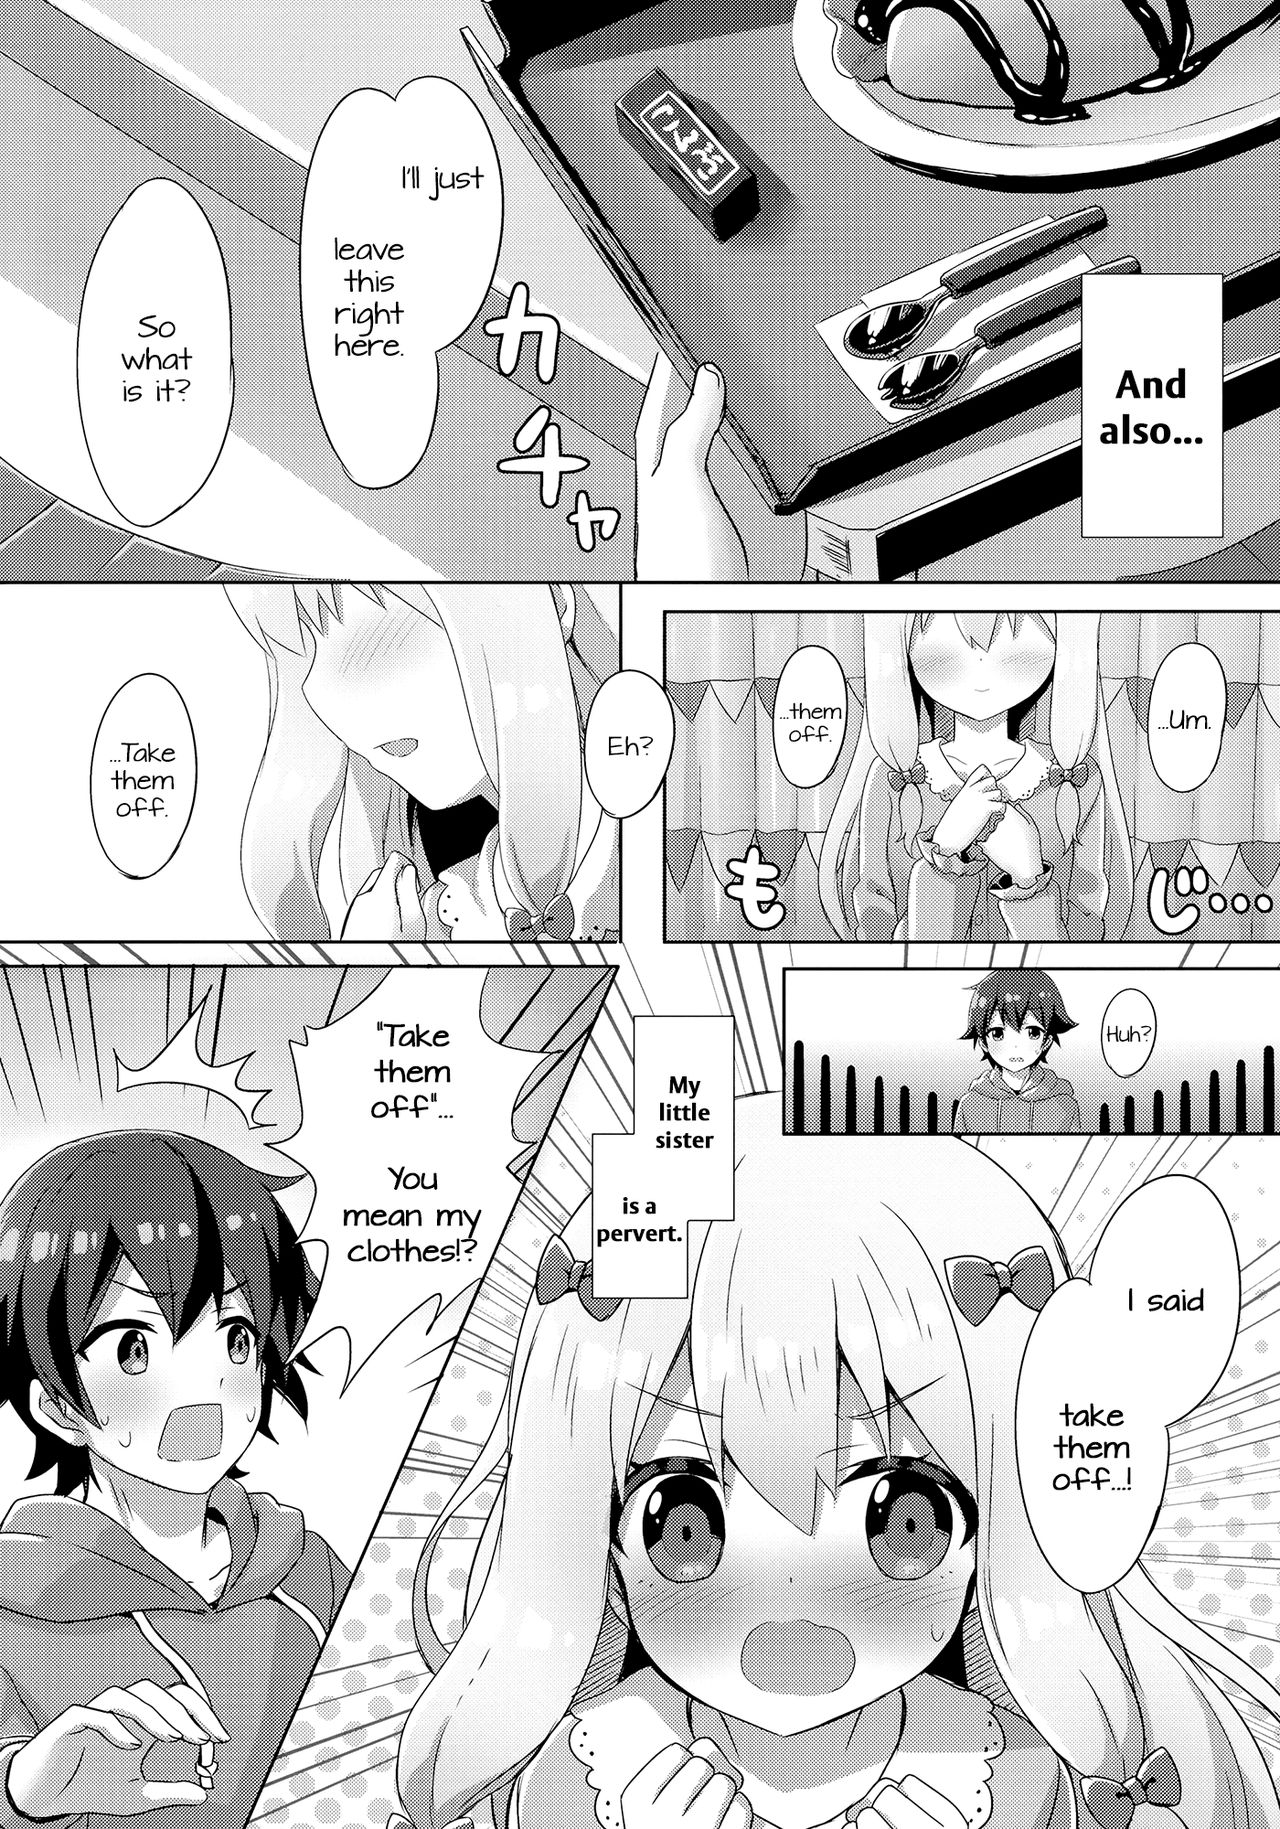 And
also...
I'll just
leave
this
right
here.
So
what
is it?
カ
チャ
...Um.
...them
off.
も
じ...
Eh?
...Take
them
off.
Huh?
My
little
sister
is a
pervert.
"Take
them
off"...
You
mean my
clothes!?
I said
take
them
off...!